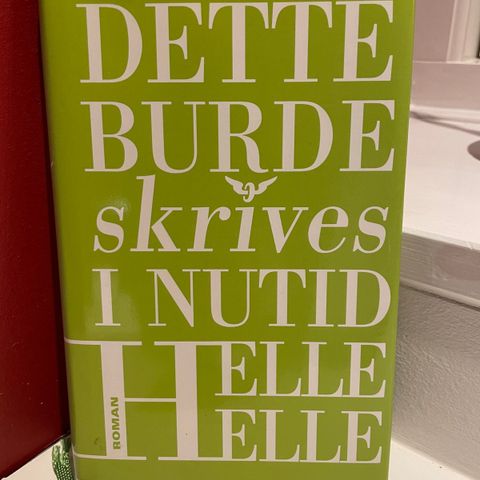 DETTE
BURDE
skrives
I NUTID
HELLE
HELLE
ROMAN